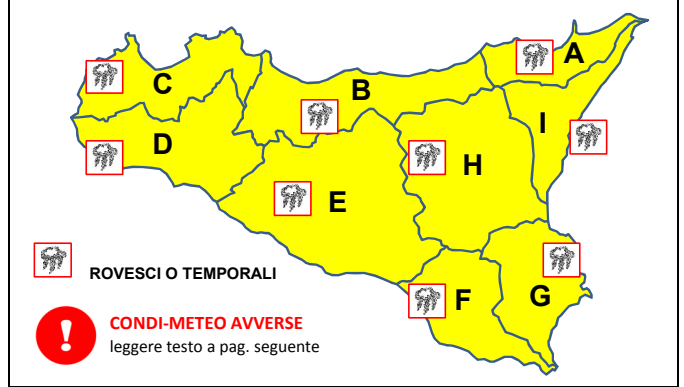 A
C
B
I
D
H
E
F
G
ROVESCI O TEMPORALI
!
CONDI-METEO AVVERSE
leggere testo a pag. seguente